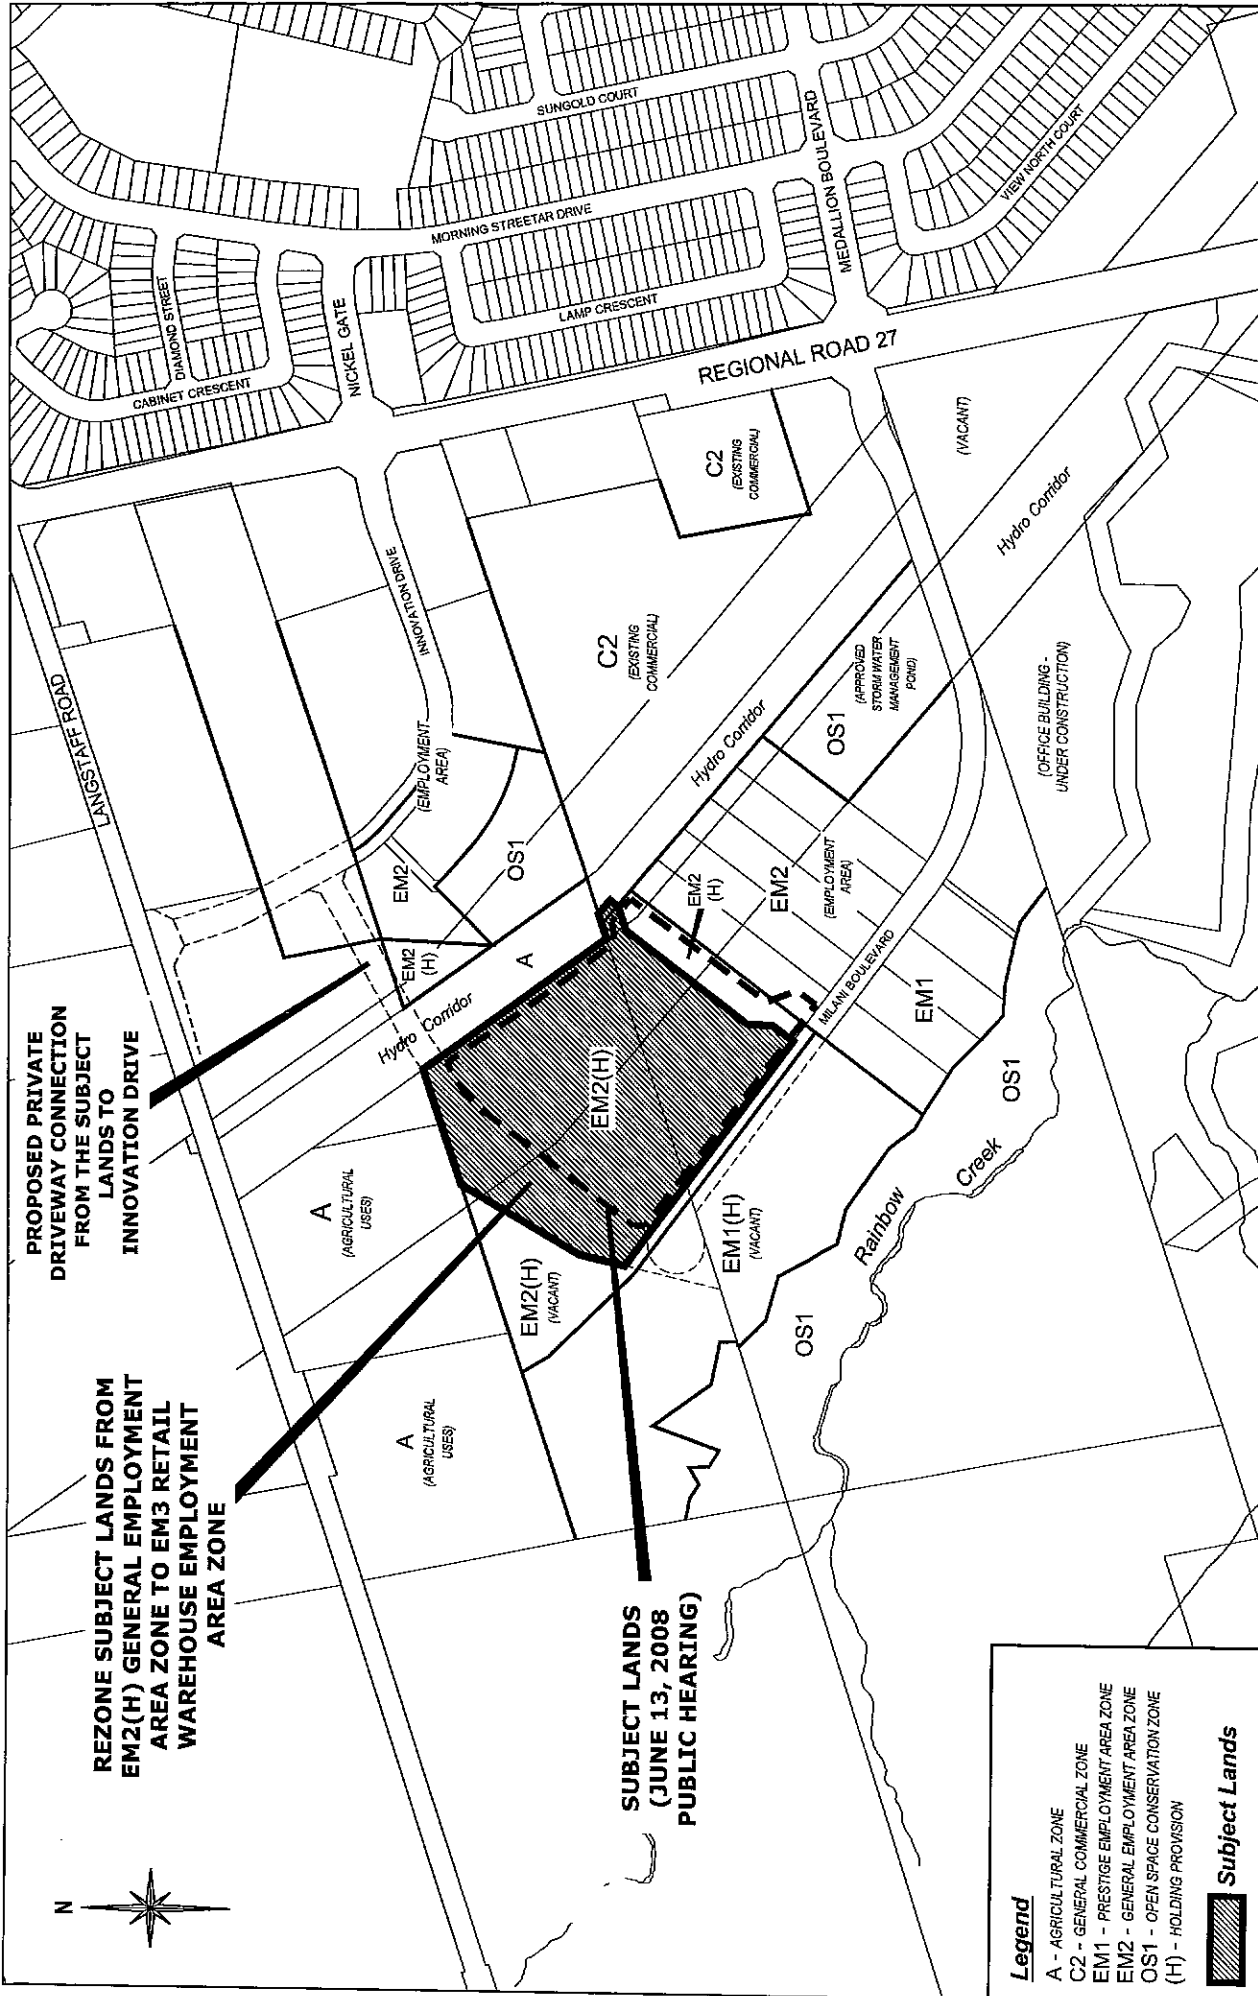 N
PROPOSED PRIVATE
DRIVEWAY CONNECTION
FROM THE SUBJECT
LANDS TO
INNOVATION DRIVE
REZONE SUBJECT LANDS FROM
EM2(H) GENERAL EMPLOYMENT
AREA ZONE TO EM3 RETAIL
WAREHOUSE EMPLOYMENT
AREA ZONE
SUBJECT LANDS
(JUNE 13, 2008
PUBLIC HEARING)
LANGSTAFF ROAD
A
(AGRICULTURAL
USES)
A
(AGRICULTURAL
USES)
EM2(H)
(VACANT)
EM1(H)
(VACANT)
EM2(H)
Hydro Corridor
A
EM2
(H)
EM2
(EMPLOYMENT
AREA)
OS1
INNOVATION DRIVE
C2
(EXISTING
COMMERCIAL)
C2
(EXISTING
COMMERCIAL)
Hydro Corridor
OS1
(APPROVED
STORM WATER
MANAGEMENT
POND)
EM2
(H)
EM2
(EMPLOYMENT
AREA)
EM1
MILANI BOULEVARD
OS1
OS1
Rainbow
Creek
(OFFICE BUILDING -
UNDER CONSTRUCTION)
Hydro Corridor
(VACANT)
REGIONAL ROAD 27
CABINET CRESCENT
DIAMOND STREET
NICKEL GATE
MORNING STREETAR DRIVE
LAMP CRESCENT
SUNGOLD COURT
MEDALLION BOULEVARD
VIEW NORTH COURT
Legend
A - AGRICULTURAL ZONE
C2 - GENERAL COMMERCIAL ZONE
EM1 - PRESTIGE EMPLOYMENT AREA ZONE
EM2 - GENERAL EMPLOYMENT AREA ZONE
OS1 - OPEN SPACE CONSERVATION ZONE
(H) - HOLDING PROVISION
Subject Lands